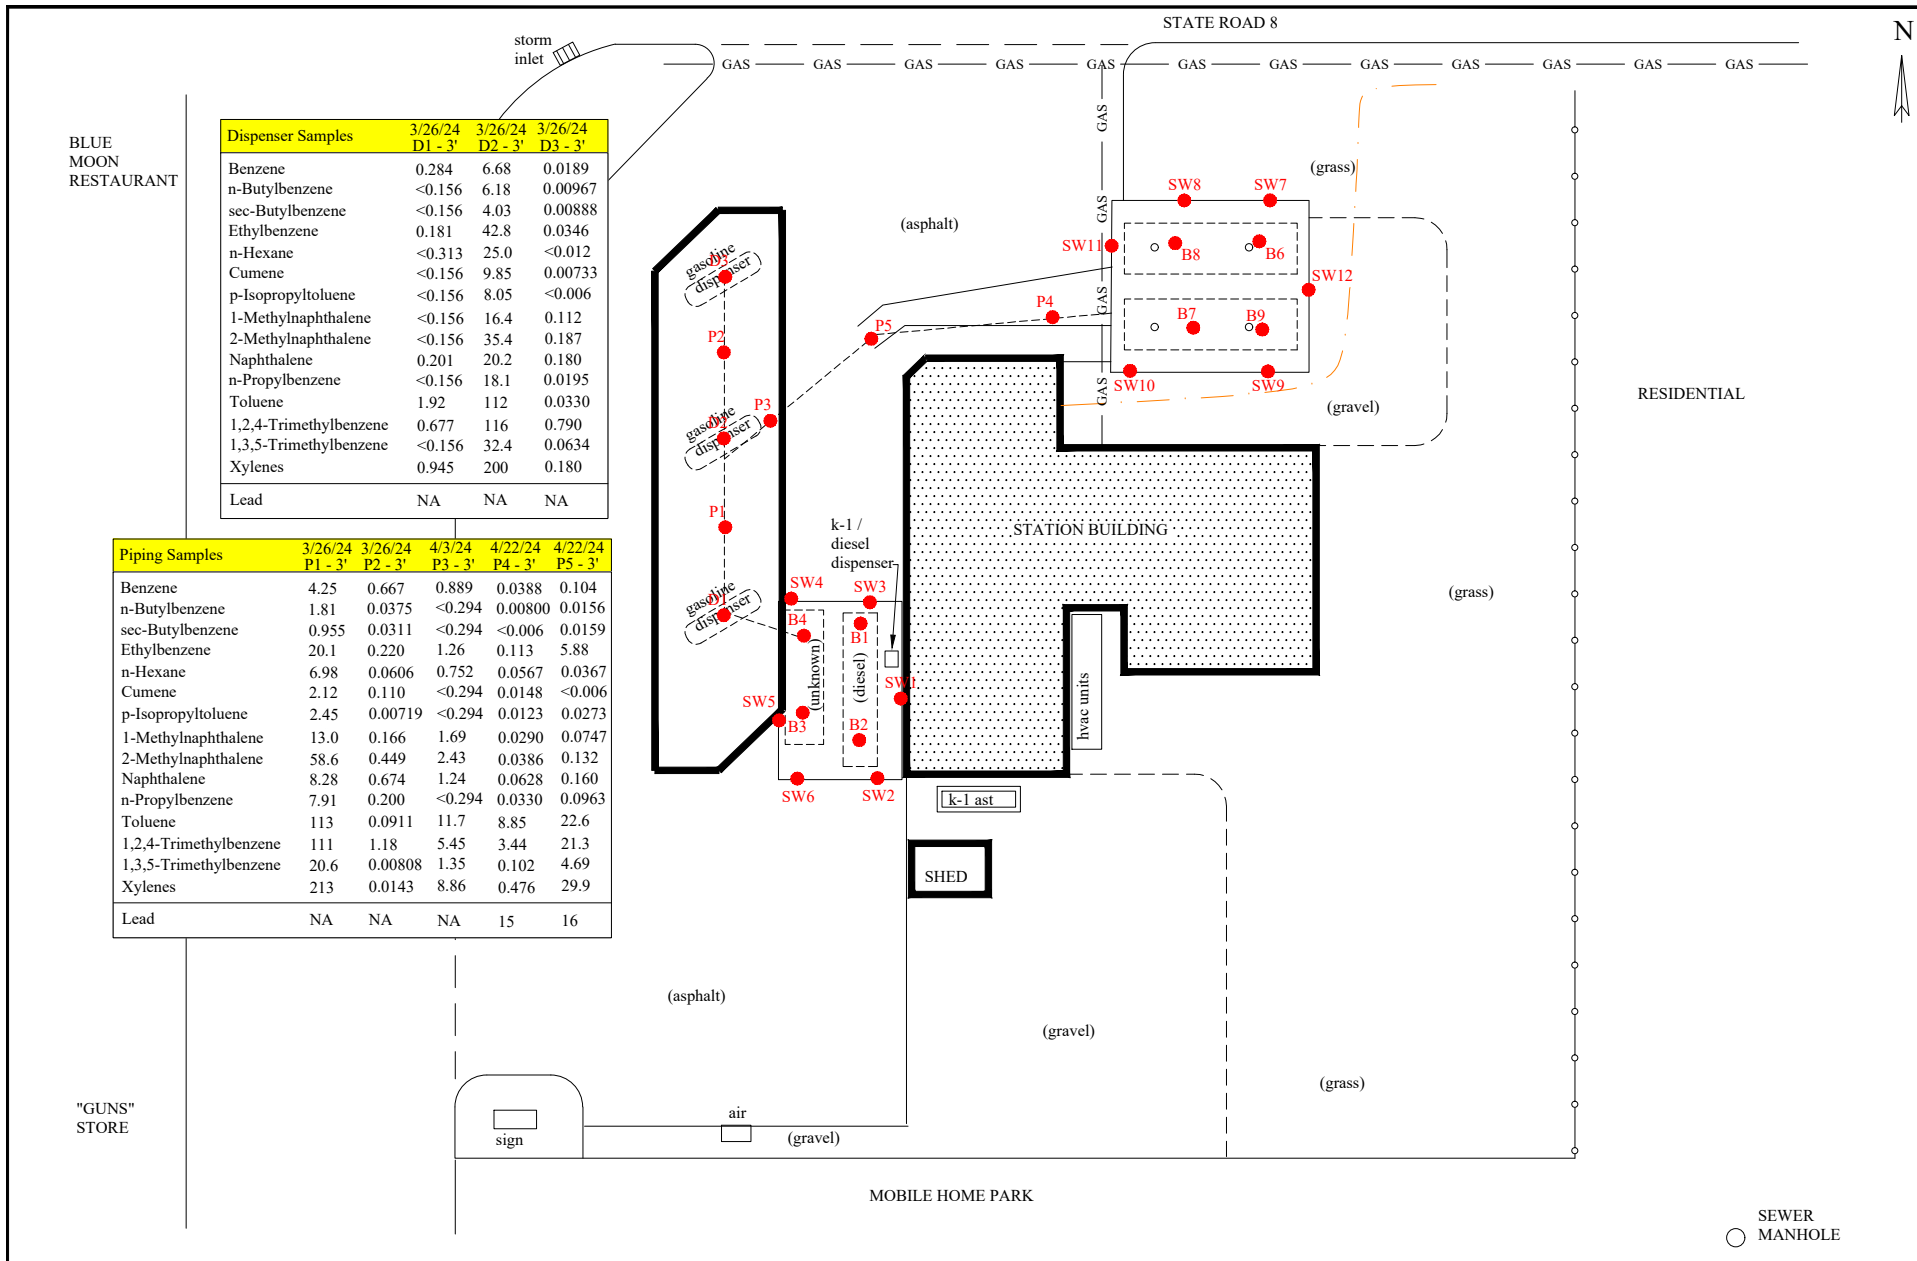 STATE ROAD 8
N
storm
inlet
GAS GAS GAS GAS GAS GAS GAS GAS GAS GAS GAS GAS
BLUE
MOON
RESTAURANT
Dispenser Samples 3/26/24 3/26/24 3/26/24
D1 - 3' D2 - 3' D3 - 3'
Benzene 0.284 6.68 0.0189
n-Butylbenzene <0.156 6.18 0.00967
sec-Butylbenzene <0.156 4.03 0.00888
Ethylbenzene 0.181 42.8 0.0346
n-Hexane <0.313 25.0 <0.012
Cumene <0.156 9.85 0.00733
p-Isopropyltoluene <0.156 8.05 <0.006
1-Methylnaphthalene <0.156 16.4 0.112
2-Methylnaphthalene <0.156 35.4 0.187
Naphthalene 0.201 20.2 0.180
n-Propylbenzene <0.156 18.1 0.0195
Toluene 1.92 112 0.0330
1,2,4-Trimethylbenzene 0.677 116 0.790
1,3,5-Trimethylbenzene <0.156 32.4 0.0634
Xylenes 0.945 200 0.180
Lead NA NA NA
Piping Samples 3/26/24 3/26/24 4/3/24 4/22/24 4/22/24
P1 - 3' P2 - 3' P3 - 3' P4 - 3' P5 - 3'
Benzene 4.25 0.667 0.889 0.0388 0.104
n-Butylbenzene 1.81 0.0375 <0.294 0.00800 0.0156
sec-Butylbenzene 0.955 0.0311 <0.294 <0.006 0.0159
Ethylbenzene 20.1 0.220 1.26 0.113 5.88
n-Hexane 6.98 0.0606 0.752 0.0567 0.0367
Cumene 2.12 0.110 <0.294 0.0148 <0.006
p-Isopropyltoluene 2.45 0.00719 <0.294 0.0123 0.0273
1-Methylnaphthalene 13.0 0.166 1.69 0.0290 0.0747
2-Methylnaphthalene 58.6 0.449 2.43 0.0386 0.132
Naphthalene 8.28 0.674 1.24 0.0628 0.160
n-Propylbenzene 7.91 0.200 <0.294 0.0330 0.0963
Toluene 113 0.0911 11.7 8.85 22.6
1,2,4-Trimethylbenzene 111 1.18 5.45 3.44 21.3
1,3,5-Trimethylbenzene 20.6 0.00808 1.35 0.102 4.69
Xylenes 213 0.0143 8.86 0.476 29.9
Lead NA NA NA 15 16
GAS
GAS
GAS
GAS
(grass)
(asphalt)
SW8 SW7
SW11
B8 B6
SW12
B7 B9
SW10 SW9
P4
P5
(gravel)
RESIDENTIAL
gasoline
dispenser
D3
P2
P3
gasoline
dispenser
D2
P1
gasoline
dispenser
D1
k-1 /
diesel
dispenser
STATION BUILDING
SW4 SW3
B4 B1
(unknown)
(diesel)
SW1
SW5
B3 B2
SW6 SW2
hvac units
(grass)
k-1 ast
SHED
(asphalt)
(gravel)
(grass)
"GUNS"
STORE
sign
air
(gravel)
MOBILE HOME PARK
SEWER
MANHOLE